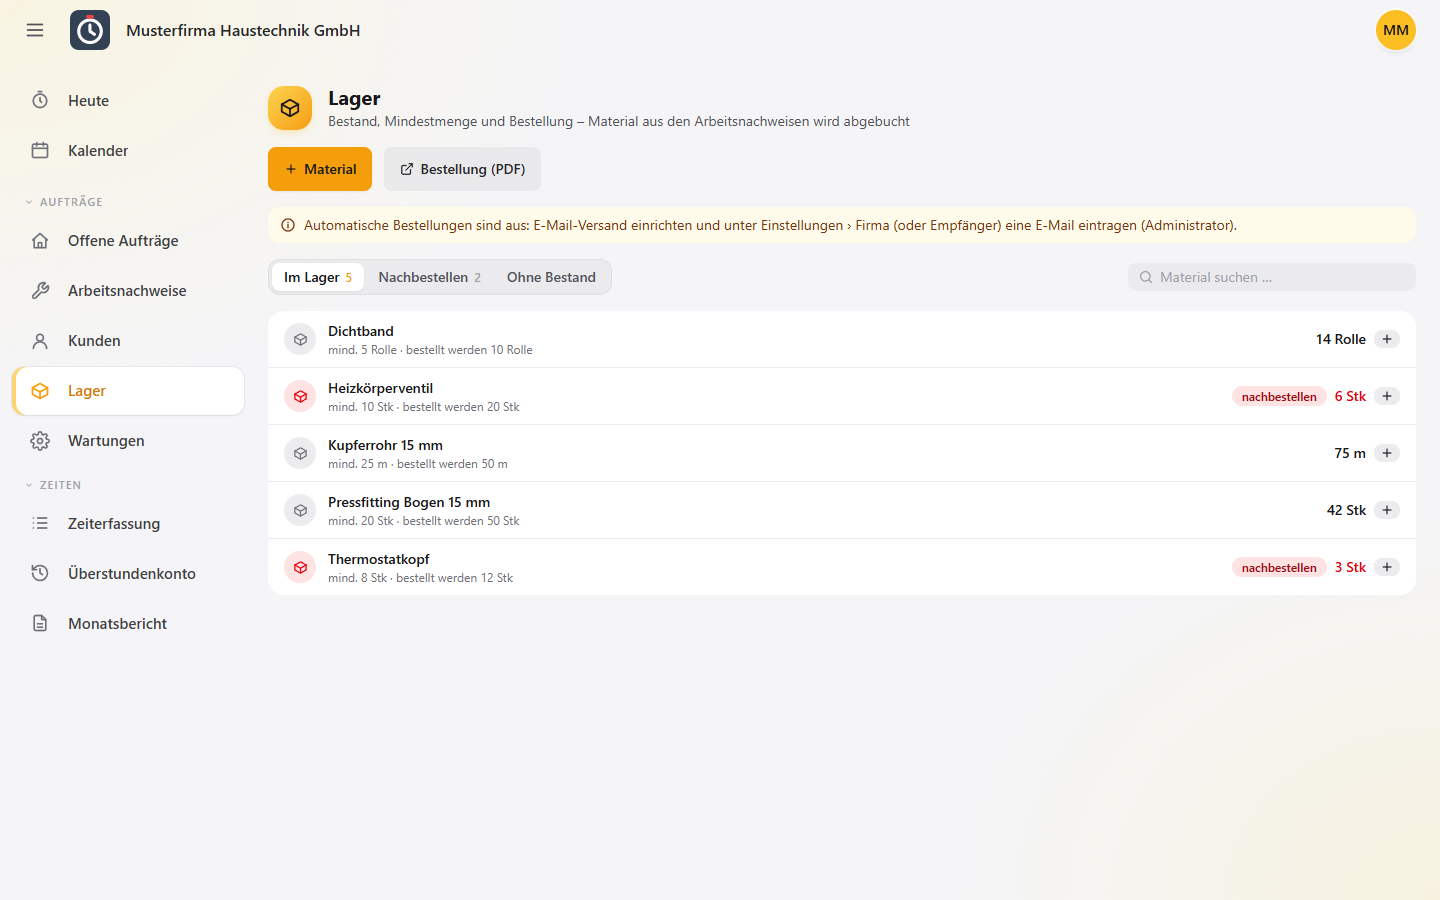 Musterfirma Haustechnik GmbH
MM
Heute
Kalender
AUFTRÄGE
Offene Aufträge
Arbeitsnachweise
Kunden
Lager
Wartungen
ZEITEN
Zeiterfassung
Überstundenkonto
Monatsbericht
Lager
Bestand, Mindestmenge und Bestellung – Material aus den Arbeitsnachweisen wird abgebucht
+ Material
Bestellung (PDF)
Automatische Bestellungen sind aus: E-Mail-Versand einrichten und unter Einstellungen › Firma (oder Empfänger) eine E-Mail eintragen (Administrator).
Im Lager 5 Nachbestellen 2 Ohne Bestand
Material suchen ...
Dichtband
mind. 5 Rolle · bestellt werden 10 Rolle
14 Rolle +
Heizkörperventil
mind. 10 Stk · bestellt werden 20 Stk
nachbestellen 6 Stk +
Kupferrohr 15 mm
mind. 25 m · bestellt werden 50 m
75 m +
Pressfitting Bogen 15 mm
mind. 20 Stk · bestellt werden 50 Stk
42 Stk +
Thermostatkopf
mind. 8 Stk · bestellt werden 12 Stk
nachbestellen 3 Stk +